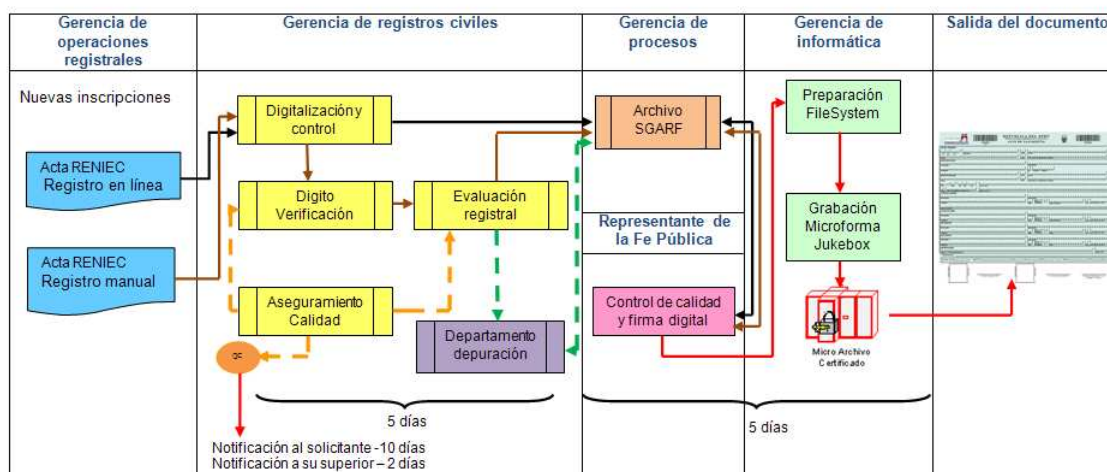 Gerencia de
operaciones
registrales
Gerencia de registros civiles
Gerencia de
procesos
Gerencia de
informática
Salida del documento
Nuevas inscripciones
Acta RENIEC
Registro en línea
Acta RENIEC
Registro manual
Digitalización y
control
Digito
Verificación
Evaluación
registral
Aseguramiento
Calidad
Departamento
depuración
5 días
Notificación al solicitante -10 días
Notificación a su superior – 2 días
Archivo
SGARF
Representante de
la Fe Pública
Control de calidad
y firma digital
Preparación
FileSystem
Grabación
Microforma
Jukebox
Micro Archivo
Certificado
5 días